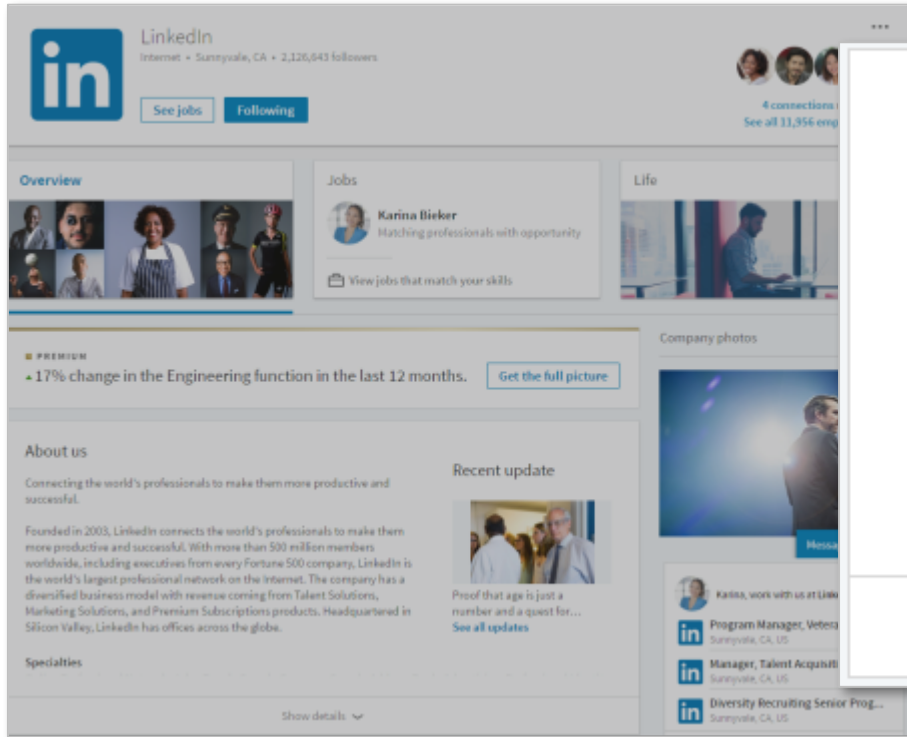 in
LinkedIn
Internet • Sunnyvale, CA • 2,126,643 followers
See jobs
Following
4 connections
See all 11,956 emp
Overview
Jobs
Karina Bieker
Matching professionals with opportunity
View jobs that match your skills
Life
PREMIUM
17% change in the Engineering function in the last 12 months.
Get the full picture
About us
Connecting the world's professionals to make them more productive and
successful.
Founded in 2003, LinkedIn connects the world's professionals to make them
more productive and successful. With more than 500 million members
worldwide, including executives from every Fortune 500 company, LinkedIn is
the world's largest professional network on the Internet. The company has a
diversified business model with revenue coming from Talent Solutions,
Marketing Solutions, and Premium Subscriptions products. Headquartered in
Silicon Valley, LinkedIn has offices across the globe.
Specialties
Show details
Recent update
Proof that age is just a
number and a quest for...
See all updates
Company photos
Messa
Karina, work with us at Linke
in
Program Manager, Vetera
Sunnyvale, CA, US
in
Manager, Talent Acquisiti
Sunnyvale, CA, US
in
Diversity Recruiting Senior Prog...
Sunnyvale, CA, US